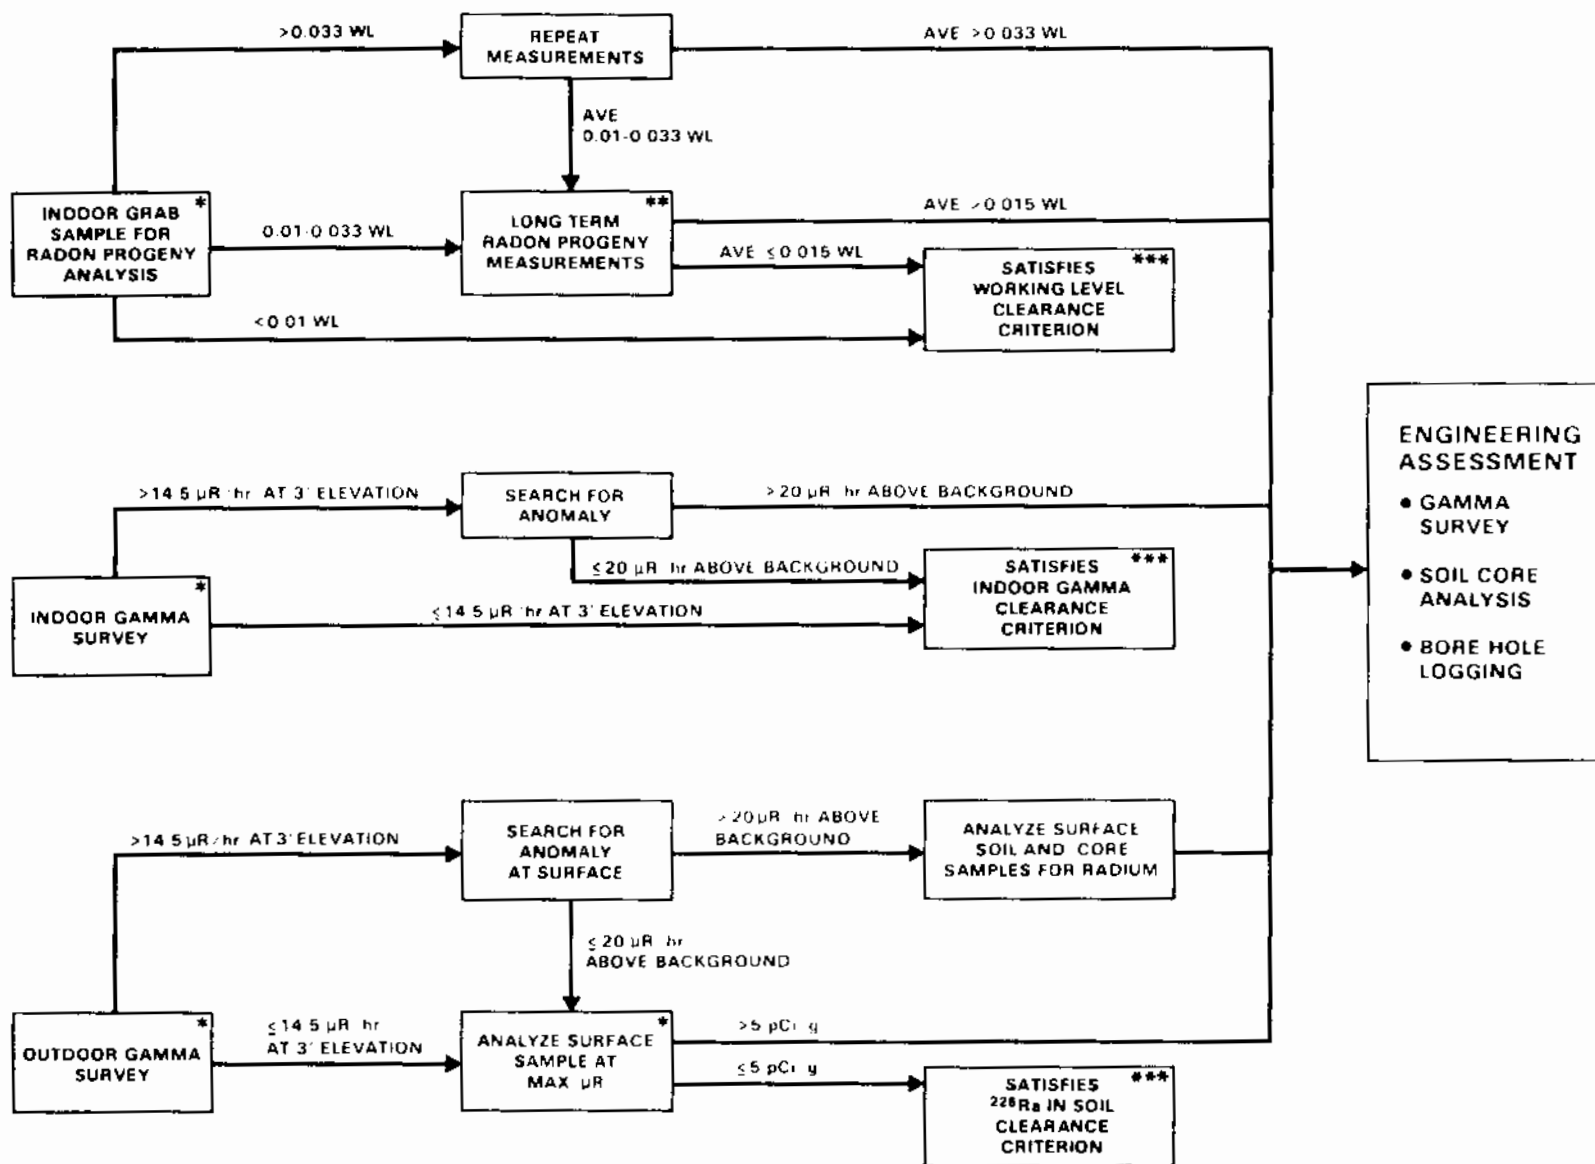 >0.033 WL
REPEAT
MEASUREMENTS
AVE >0.033 WL
AVE
0.01-0 033 WL
INDOOR GRAB *
SAMPLE FOR
RADON PROGENY
ANALYSIS
0.01-0 033 WL
LONG TERM **
RADON PROGENY
MEASUREMENTS
AVE >0 015 WL
AVE ≤0 015 WL
<0 01 WL
SATISFIES ***
WORKING LEVEL
CLEARANCE
CRITERION
>14 5 µR/hr AT 3' ELEVATION
SEARCH FOR
ANOMALY
>20 µR hr ABOVE BACKGROUND
≤20 µR hr ABOVE BACKGROUND
INDOOR GAMMA *
SURVEY
≤14 5 µR/hr AT 3' ELEVATION
SATISFIES ***
INDOOR GAMMA
CLEARANCE
CRITERION
ENGINEERING
ASSESSMENT
• GAMMA
SURVEY
• SOIL CORE
ANALYSIS
• BORE HOLE
LOGGING
>14 5 µR/hr AT 3' ELEVATION
SEARCH FOR
ANOMALY
AT SURFACE
>20 µR hr ABOVE
BACKGROUND
ANALYZE SURFACE
SOIL AND CORE
SAMPLES FOR RADIUM
≤20 µR hr
ABOVE BACKGROUND
OUTDOOR GAMMA *
SURVEY
≤14 5 µR hr
AT 3' ELEVATION
ANALYZE SURFACE *
SAMPLE AT
MAX µR
>5 pCi g
≤5 pCi g
SATISFIES ***
²²⁶Ra IN SOIL
CLEARANCE
CRITERION